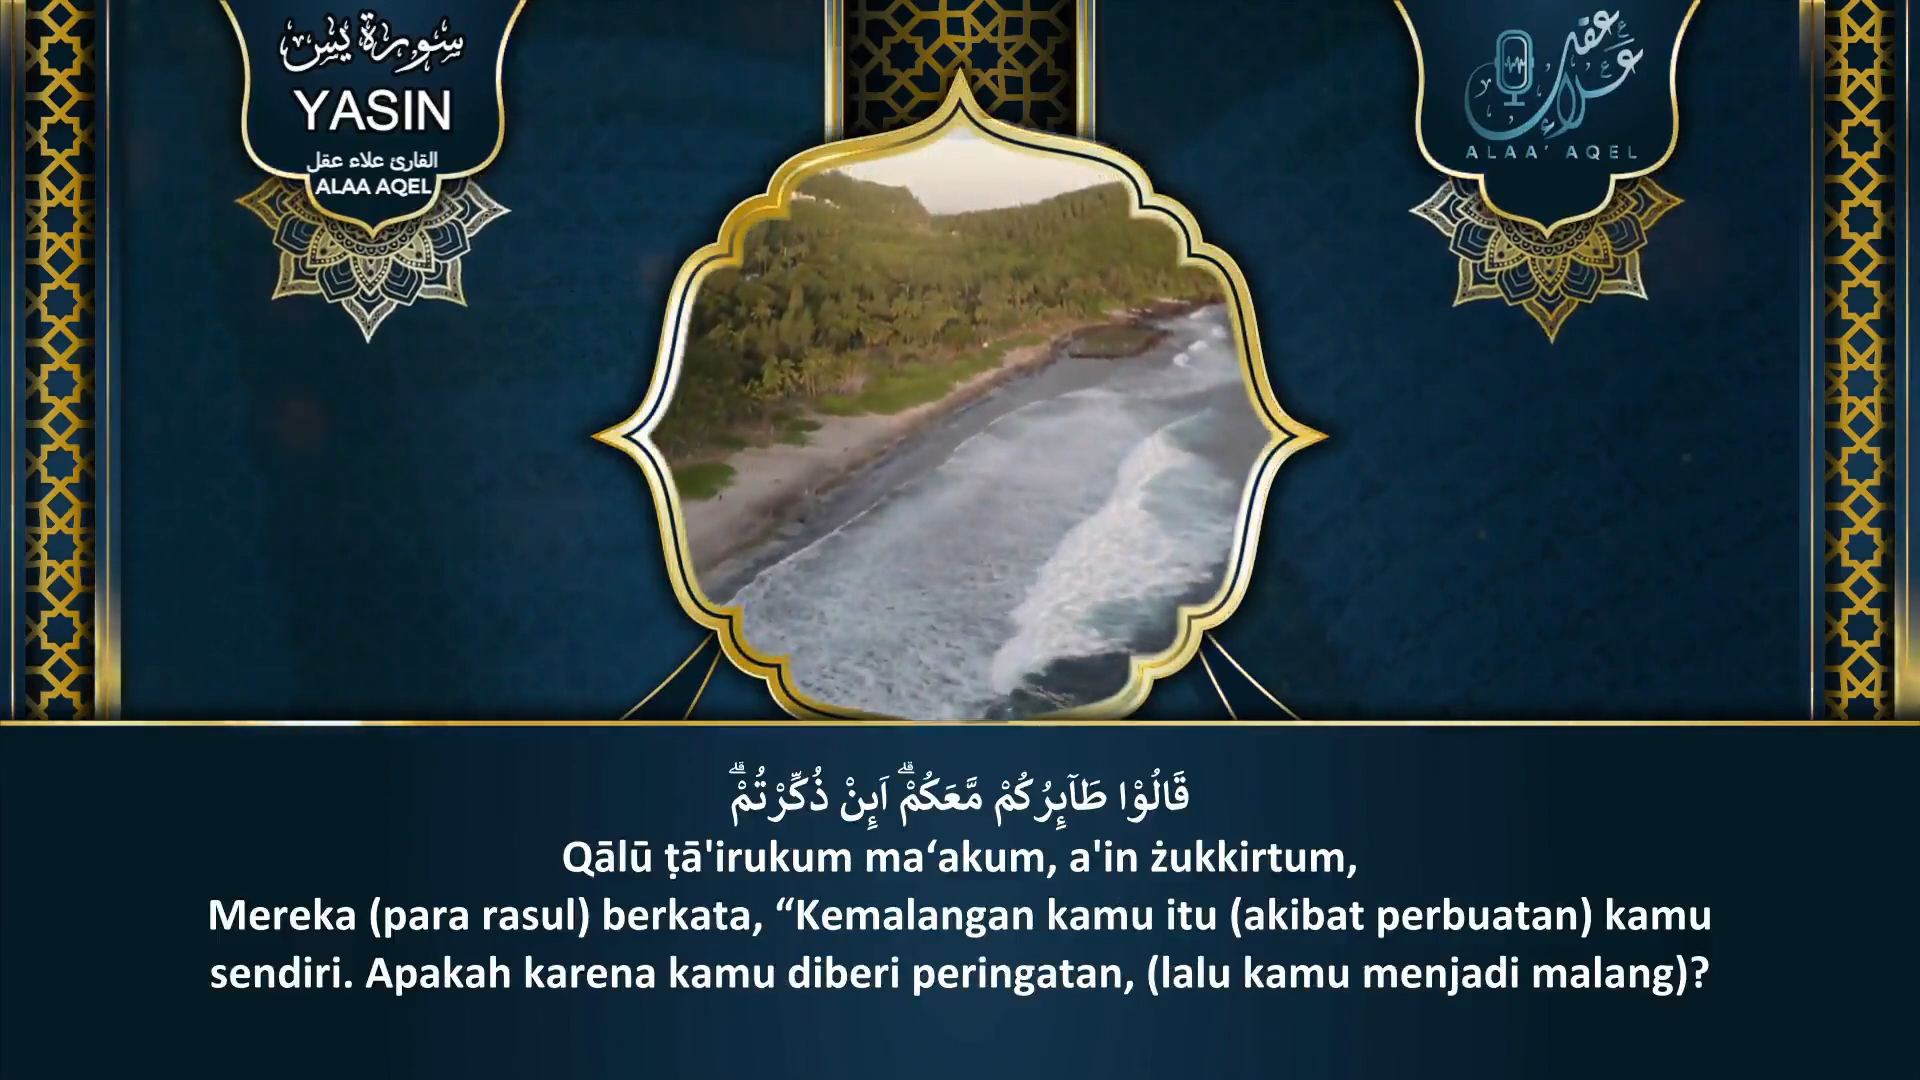 سورة يس
YASIN
القارئ علاء عقل
ALAA AQEL
علاء عقل
ALAA' AQEL
قَالُوْا طَاۤىِٕرُكُمْ مَّعَكُمْۗ اَىِٕنْ ذُكِّرْتُمْۗ
Qālū ṭā'irukum ma‘akum, a'in żukkirtum,
Mereka (para rasul) berkata, “Kemalangan kamu itu (akibat perbuatan) kamu
sendiri. Apakah karena kamu diberi peringatan, (lalu kamu menjadi malang)?